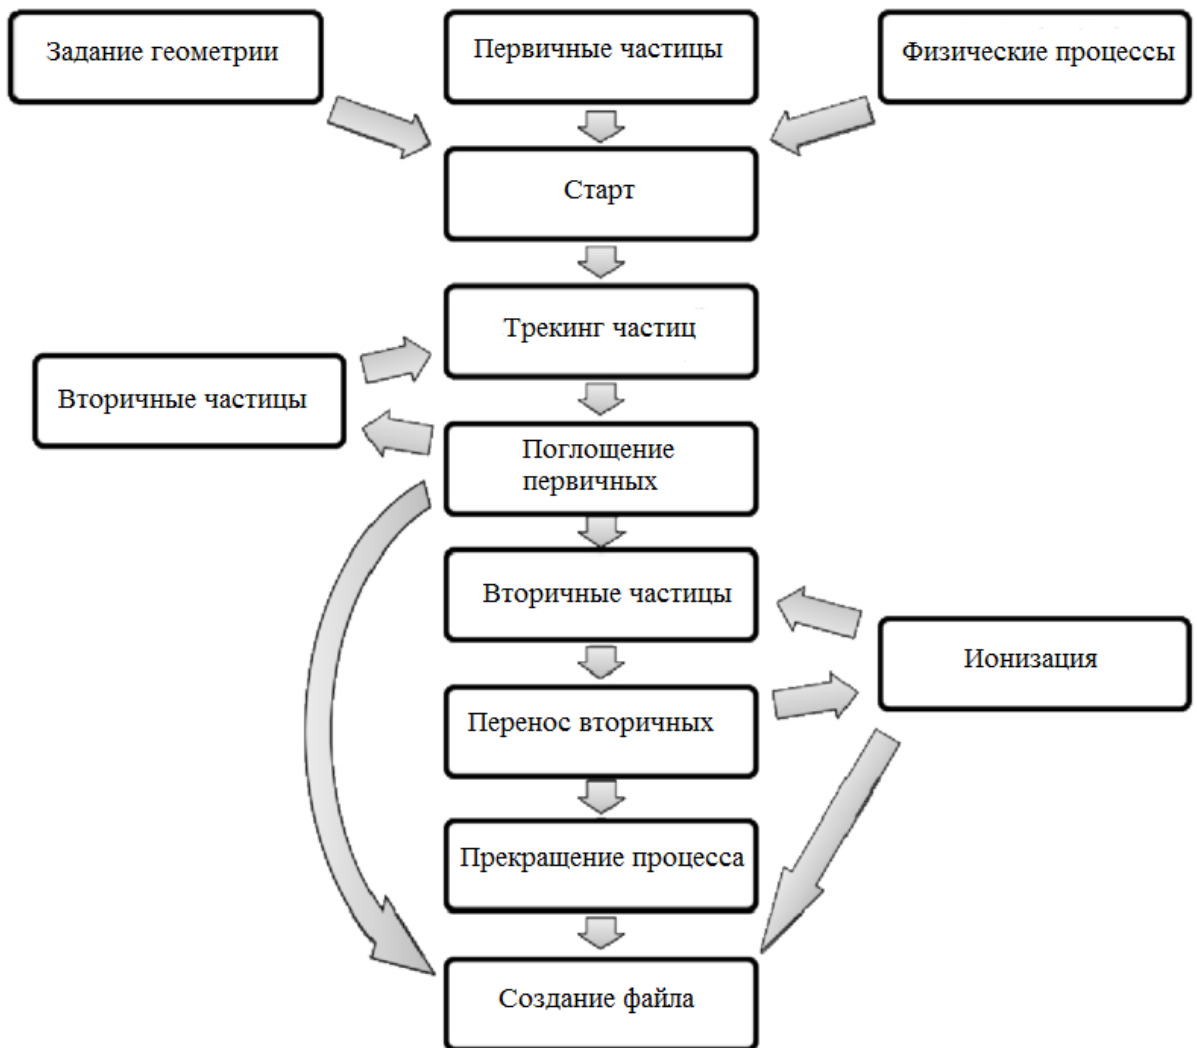 Задание геометрии
Первичные частицы
Физические процессы
Старт
Трекинг частиц
Вторичные частицы
Поглощение
первичных
Вторичные частицы
Ионизация
Перенос вторичных
Прекращение процесса
Создание файла